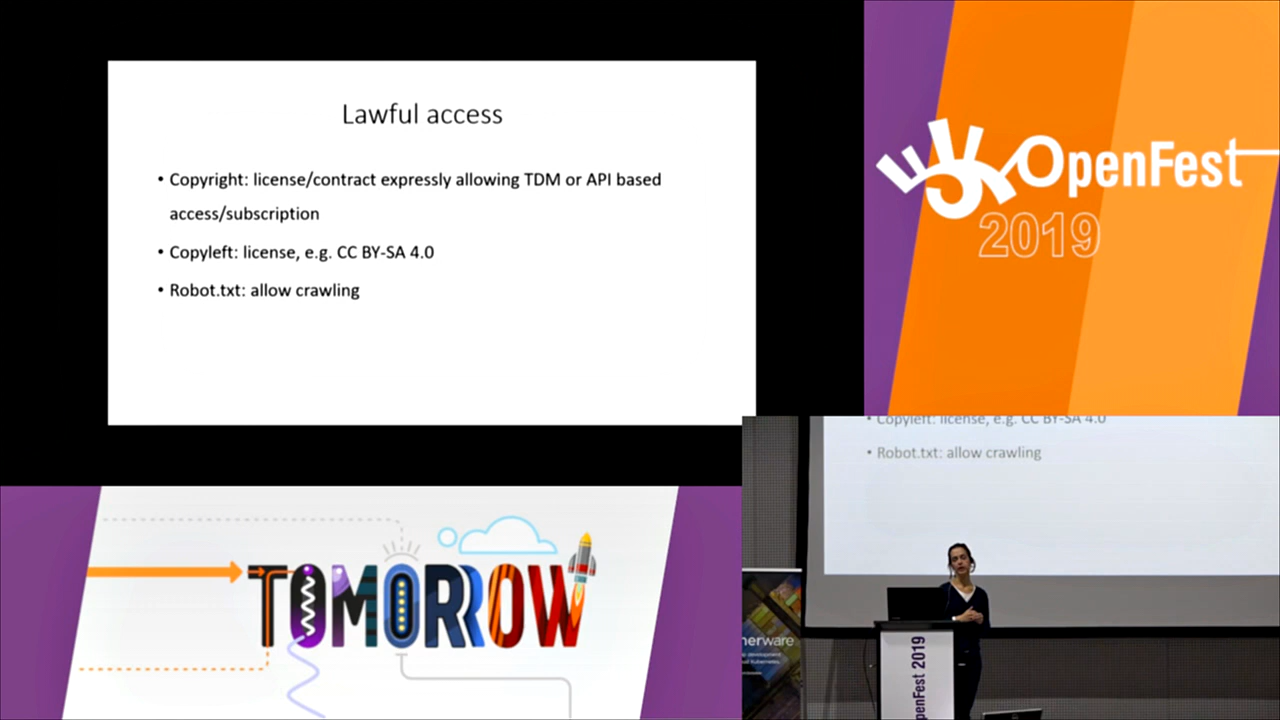 Lawful access
• Copyright: license/contract expressly allowing TDM or API based
access/subscription
• Copyleft: license, e.g. CC BY-SA 4.0
• Robot.txt: allow crawling
OpenFest
2019
TOMORROW
• Copyleft: license, e.g. CC BY-SA 4.0
• Robot.txt: allow crawling
penFest 2019